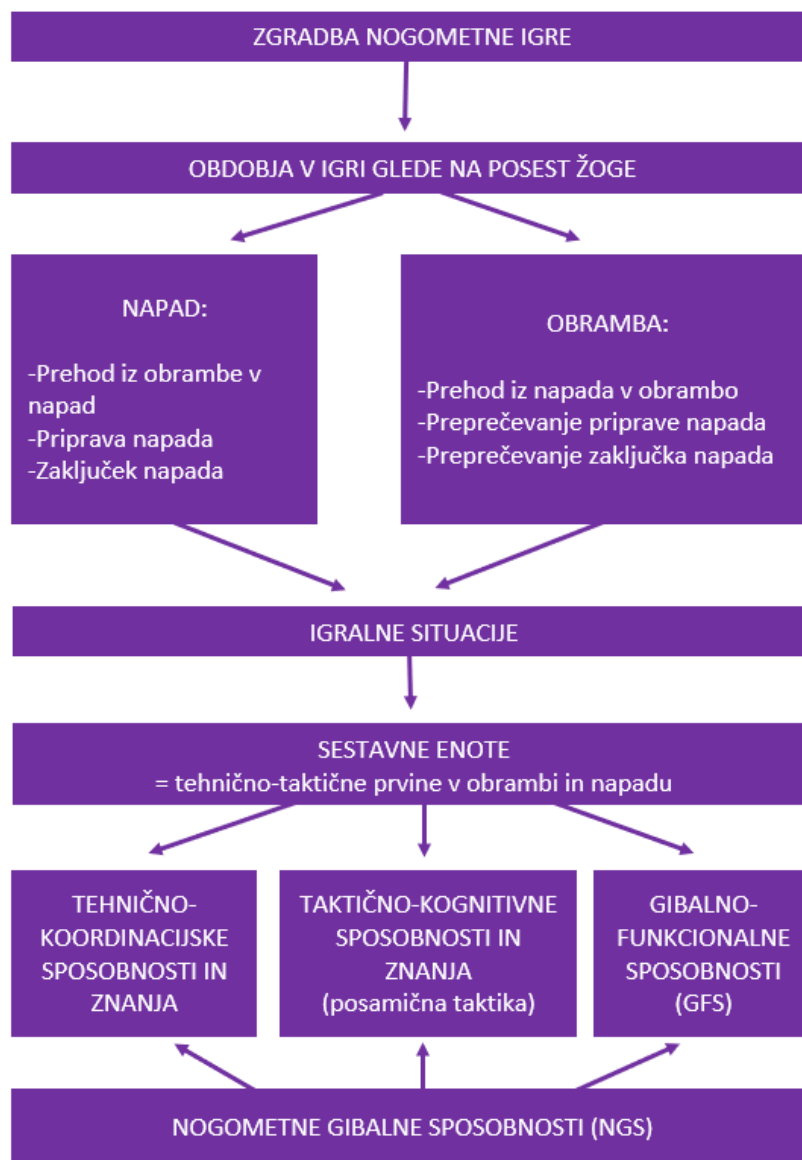 ZGRADBA NOGOMETNE IGRE
OBDOBJA V IGRI GLEDE NA POSEST ŽOGE
NAPAD:
-Prehod iz obrambe v
napad
-Priprava napada
-Zaključek napada
OBRAMBA:
-Prehod iz napada v obrambo
-Preprečevanje priprave napada
-Preprečevanje zaključka napada
IGRALNE SITUACIJE
SESTAVNE ENOTE
= tehnično-taktične prvine v obrambi in napadu
TEHNIČNO-
KOORDINACIJSKE
SPOSOBNOSTI IN
ZNANJA
TAKTIČNO-KOGNITIVNE
SPOSOBNOSTI IN
ZNANJA
(posamična taktika)
GIBALNO-
FUNKCIONALNE
SPOSOBNOSTI
(GFS)
NOGOMETNE GIBALNE SPOSOBNOSTI (NGS)